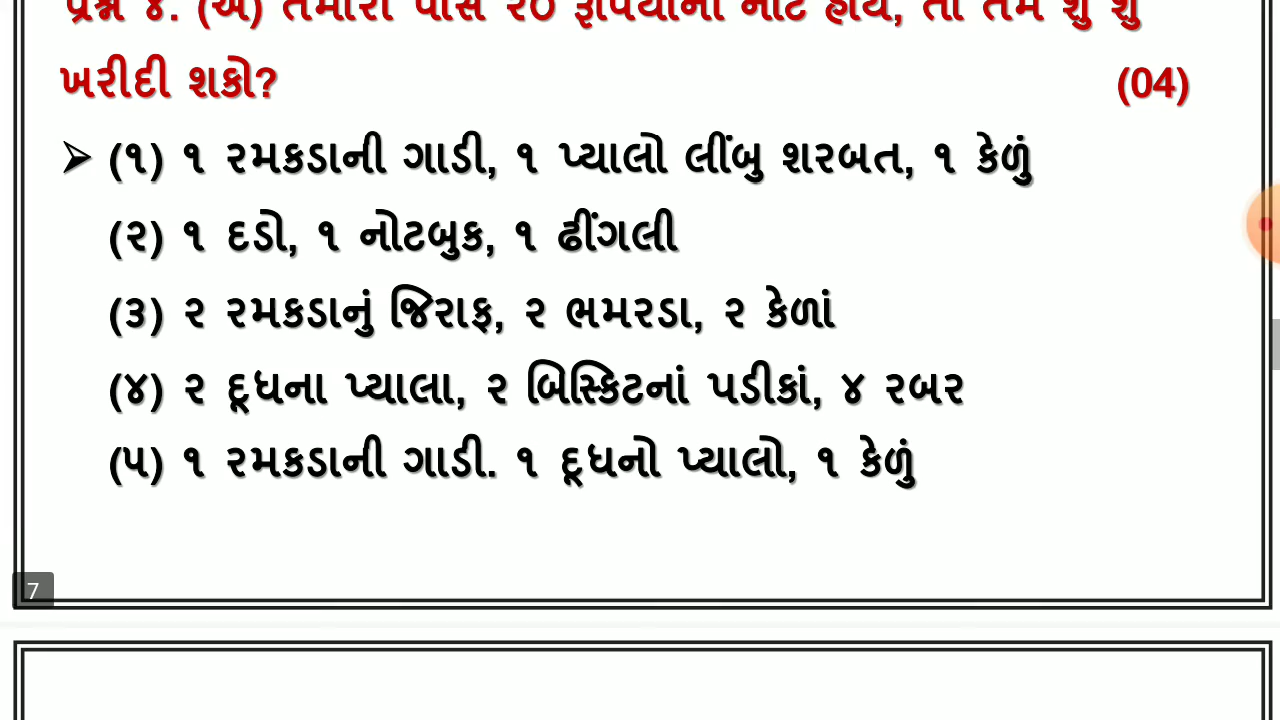 પ્રશ્ન ૪. (અ) તમારી પાસે ૨૦ રૂપિયાની નોટ હોય, તો તમે શું શું
ખરીદી શકો? (04)
➢ (૧) ૧ રમકડાની ગાડી, ૧ પ્યાલો લીંબુ શરબત, ૧ કેળું
(૨) ૧ દડો, ૧ નોટબુક, ૧ ઢીંગલી
(૩) ૨ રમકડાનું જિરાફ, ૨ ભમરડા, ૨ કેળાં
(૪) ૨ દૂધના પ્યાલા, ૨ બિસ્કિટનાં પડીકાં, ૪ રબર
(૫) ૧ રમકડાની ગાડી. ૧ દૂધનો પ્યાલો, ૧ કેળું
7